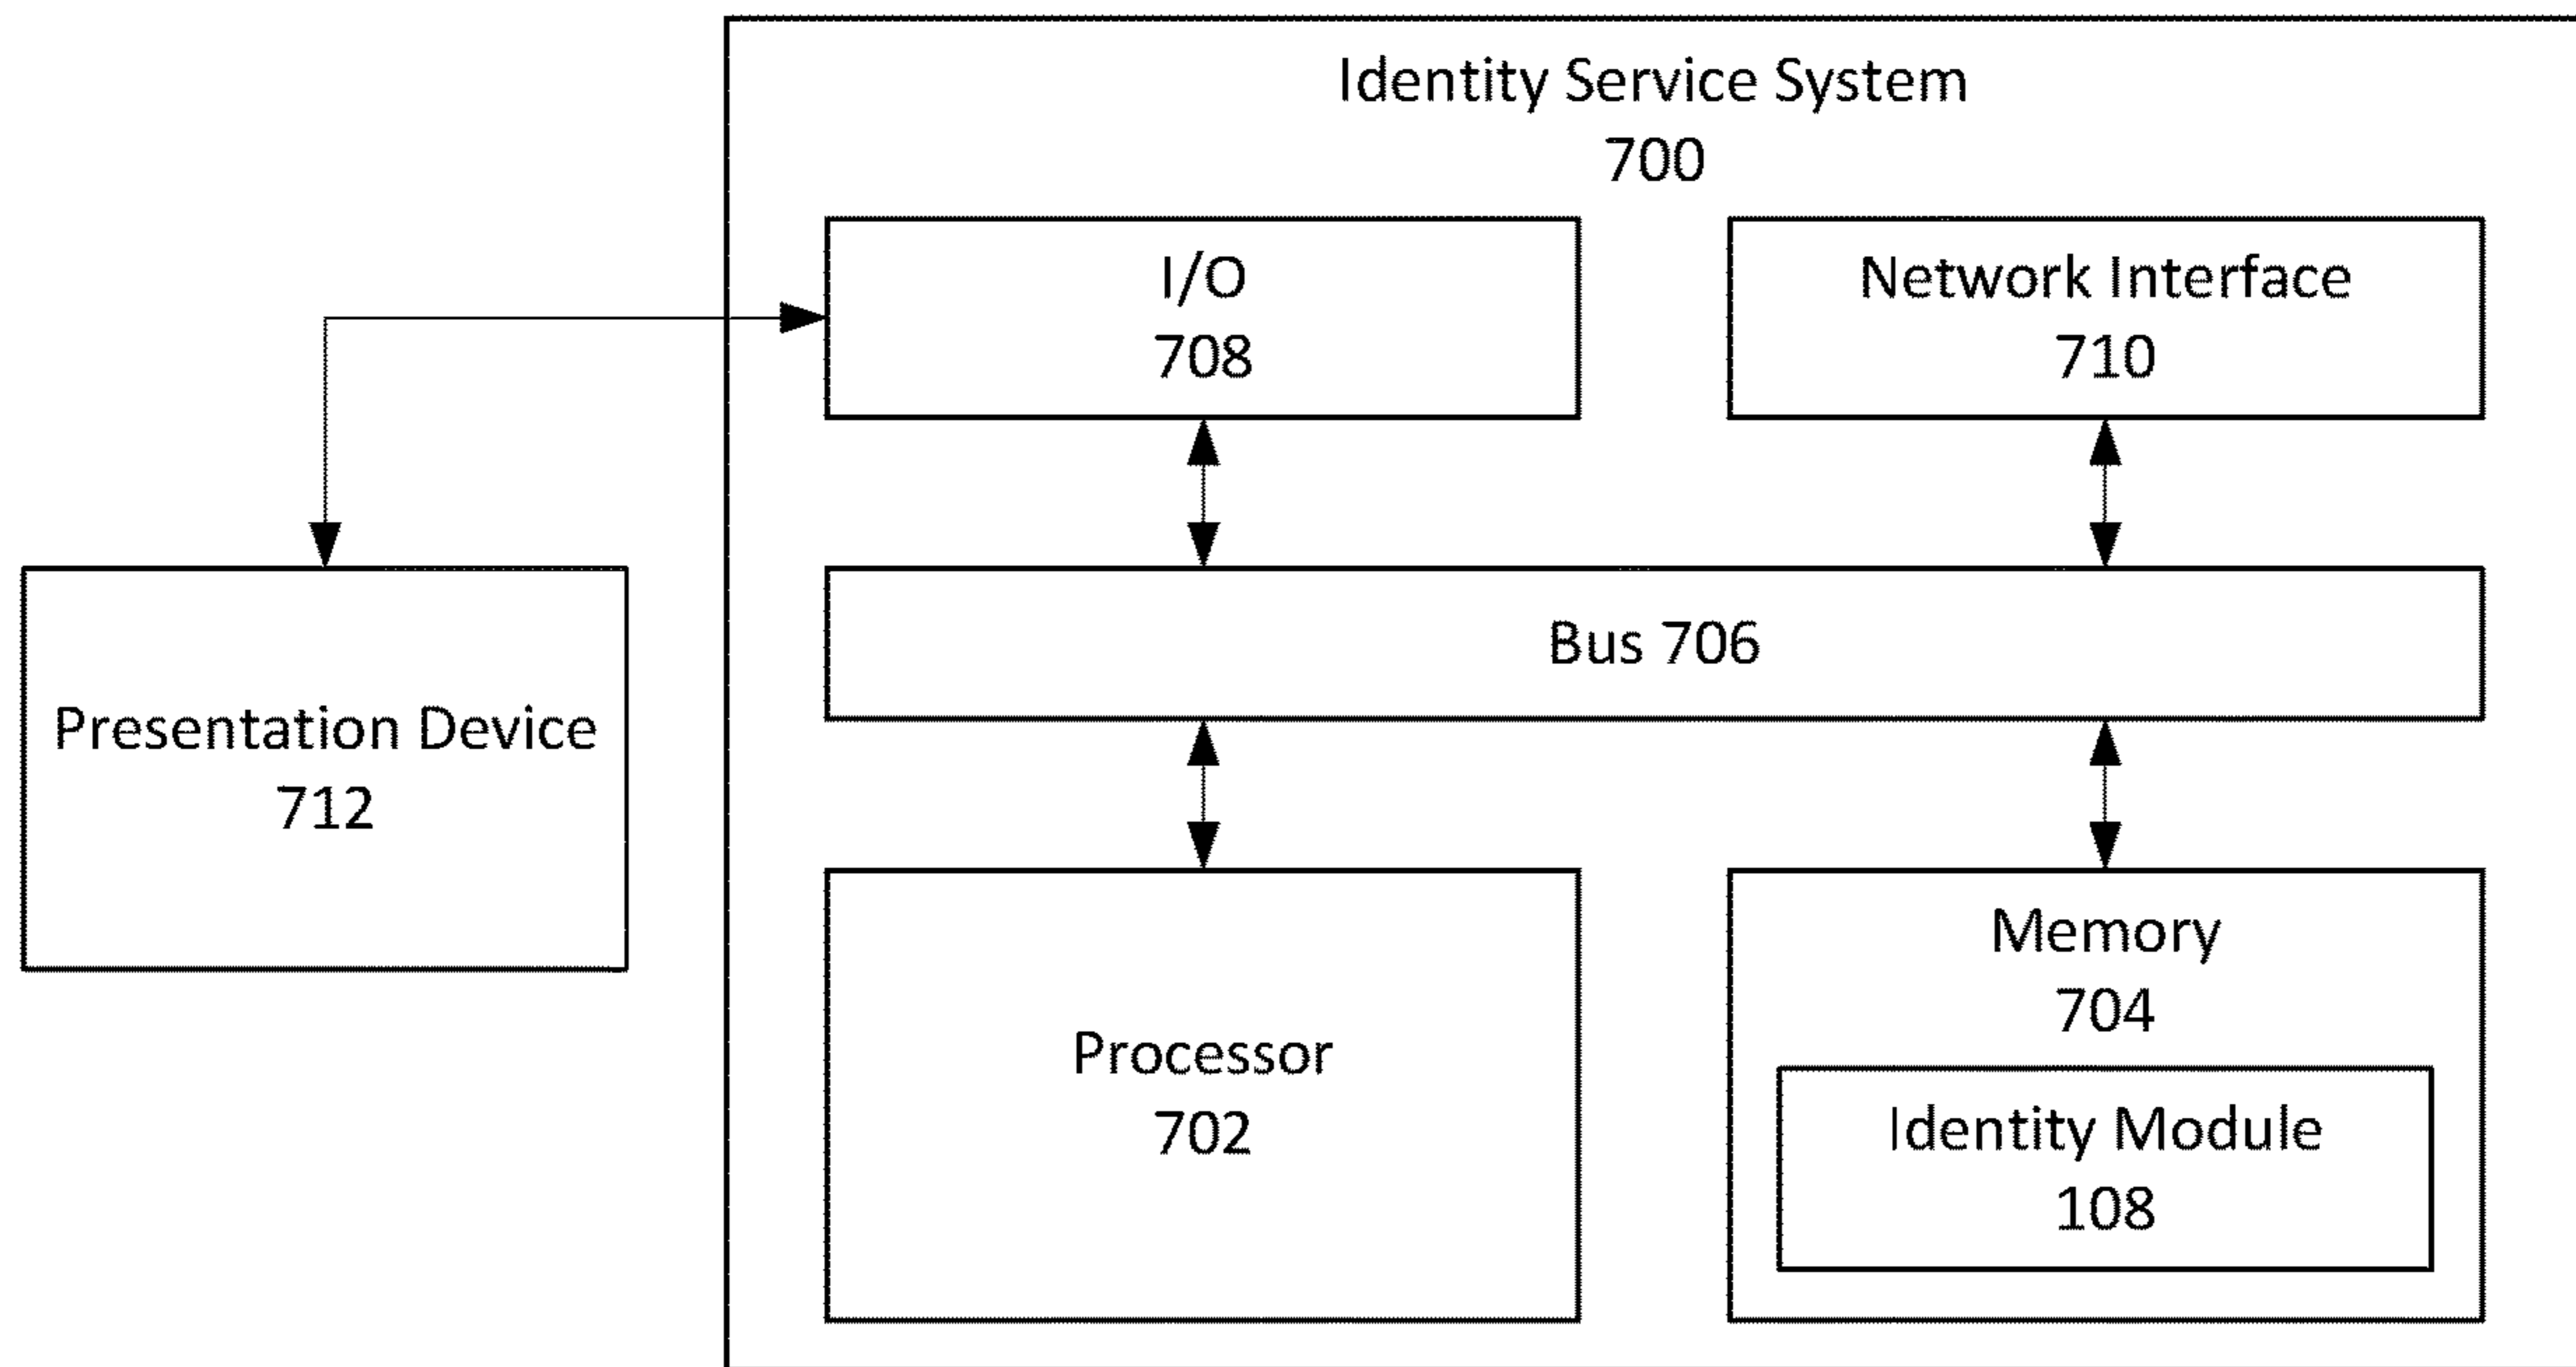 Identity Service System
700
I/O
708
Network Interface
710
Bus 706
Presentation Device
712
Processor
702
Memory
704
Identity Module
108